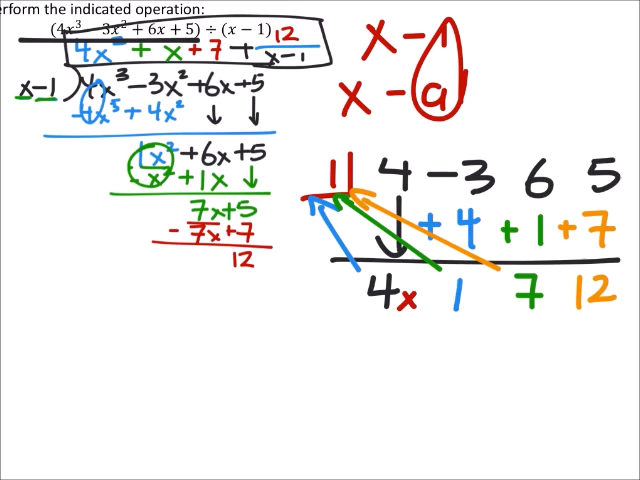 erform the indicated operation:
(4x³ 3x² + 6x + 5) ÷ (x − 1)
4x² + x + 7 + 12/x-1
x-1 ) 4x³ -3x² +6x +5
-4x³ + 4x²
1x² +6x +5
-x² +1x
7x+5
- 7x+7
12
x - 1
x - a
1 4 -3 6 5
+4 +1 +7
4x 1 7 12